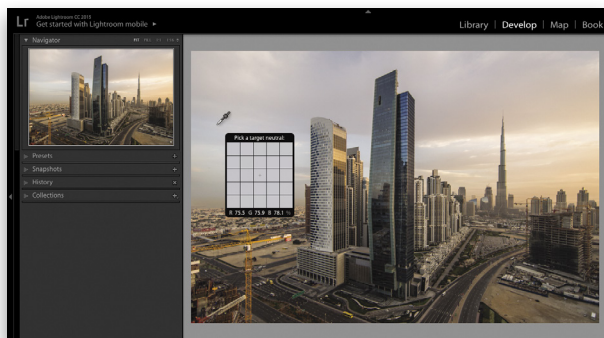 Lr
Adobe Lightroom CC 2015
Get started with Lightroom mobile
Library | Develop | Map | Book
Navigator
FIT
Pick a target neutral:
R 75.3 G 75.9 B 78.1 %
Presets
Snapshots
History
Collections